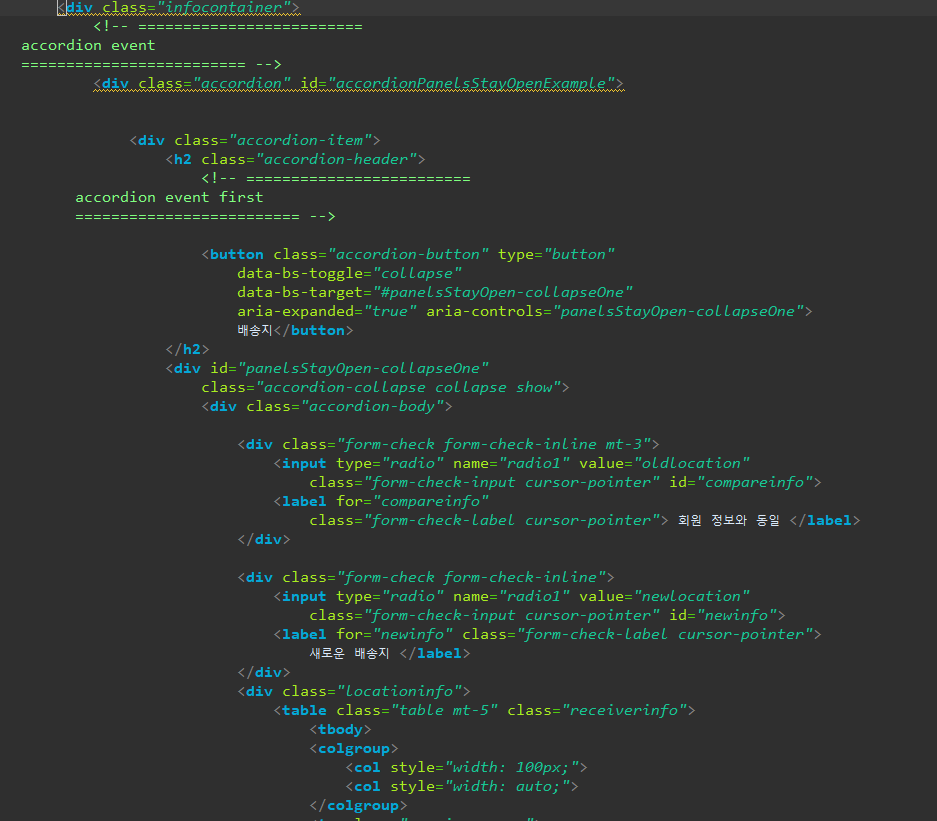 <div class="infocontainer">
<!-- =========================
accordion event
========================= -->
<div class="accordion" id="accordionPanelsStayOpenExample">
<div class="accordion-item">
<h2 class="accordion-header">
<!-- =========================
accordion event first
========================= -->
<button class="accordion-button" type="button"
data-bs-toggle="collapse"
data-bs-target="#panelsStayOpen-collapseOne"
aria-expanded="true" aria-controls="panelsStayOpen-collapseOne">
배송지</button>
</h2>
<div id="panelsStayOpen-collapseOne"
class="accordion-collapse collapse show">
<div class="accordion-body">
<div class="form-check form-check-inline mt-3">
<input type="radio" name="radio1" value="oldlocation"
class="form-check-input cursor-pointer" id="compareinfo">
<label for="compareinfo"
class="form-check-label cursor-pointer"> 회원 정보와 동일 </label>
</div>
<div class="form-check form-check-inline">
<input type="radio" name="radio1" value="newlocation"
class="form-check-input cursor-pointer" id="newinfo">
<label for="newinfo" class="form-check-label cursor-pointer">
새로운 배송지 </label>
</div>
<div class="locationinfo">
<table class="table mt-5" class="receiverinfo">
<tbody>
<colgroup>
<col style="width: 100px;">
<col style="width: auto;">
</colgroup>